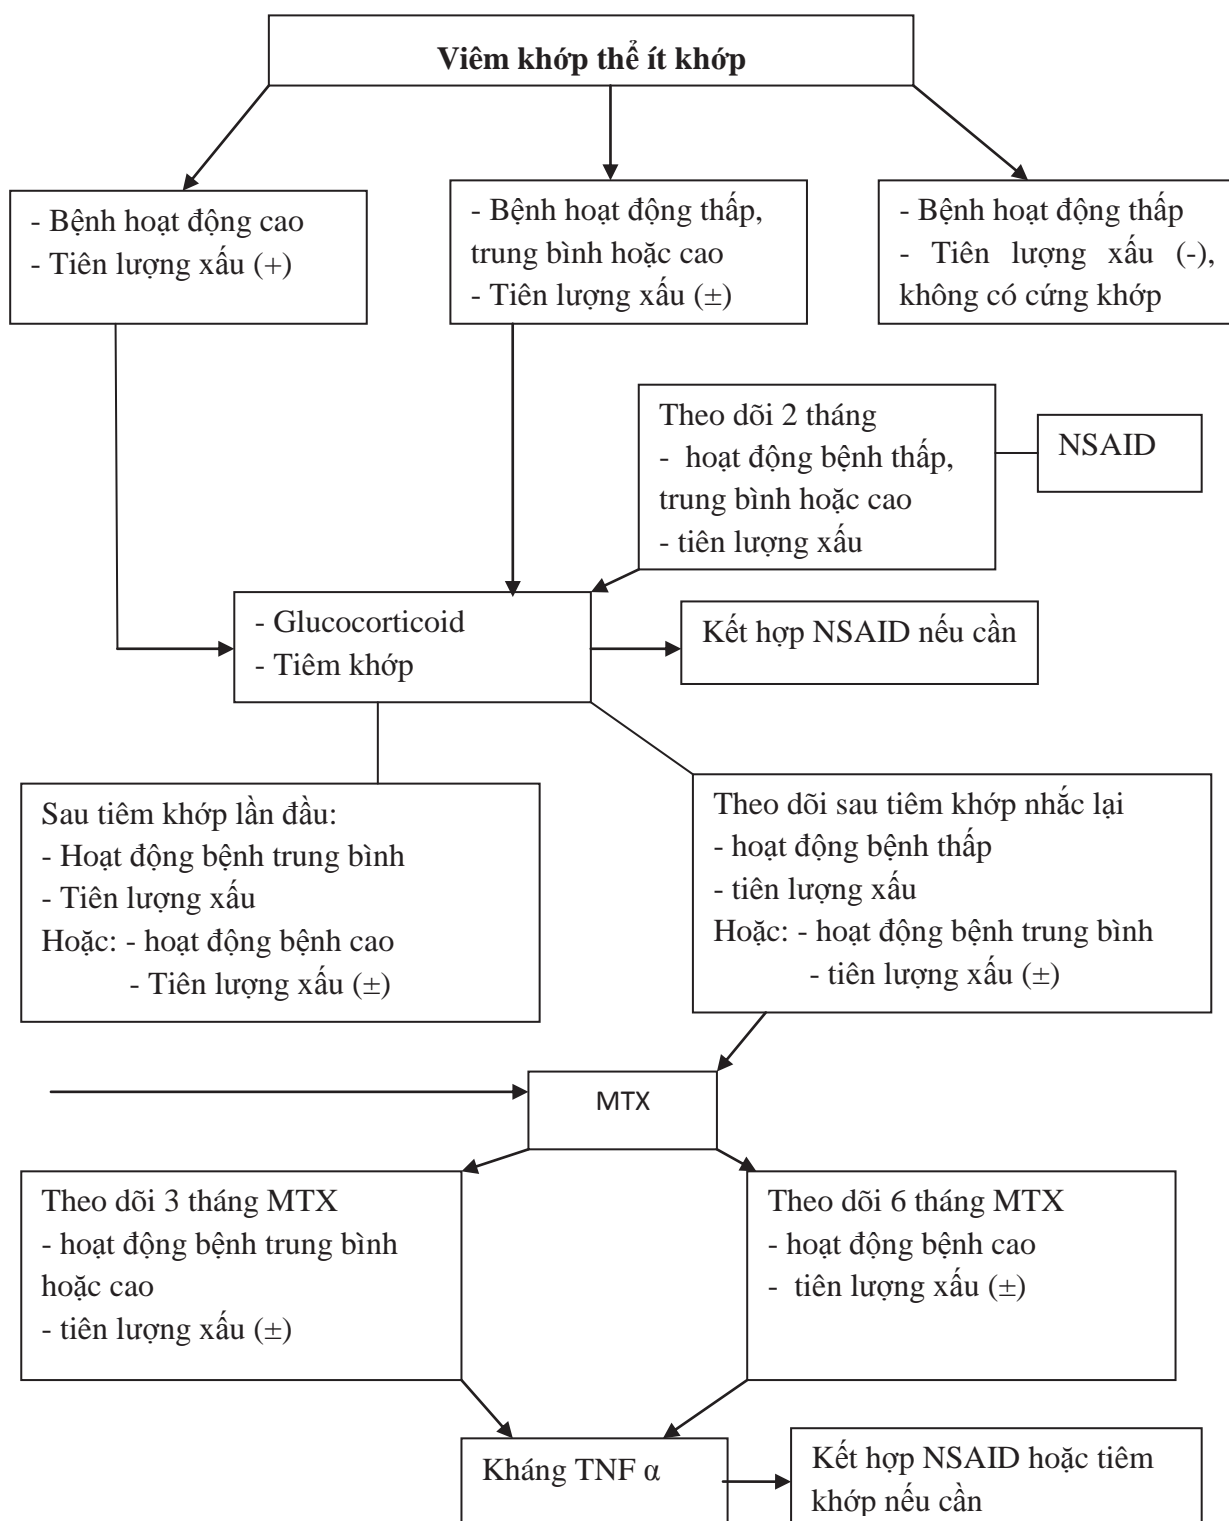 Viêm khớp thể ít khớp
- Bệnh hoạt động cao
- Tiên lượng xấu (+)
- Bệnh hoạt động thấp,
trung bình hoặc cao
- Tiên lượng xấu (±)
- Bệnh hoạt động thấp
- Tiên lượng xấu (-),
không có cứng khớp
Theo dõi 2 tháng
- hoạt động bệnh thấp,
trung bình hoặc cao
- tiên lượng xấu
NSAID
- Glucocorticoid
- Tiêm khớp
Kết hợp NSAID nếu cần
Sau tiêm khớp lần đầu:
- Hoạt động bệnh trung bình
- Tiên lượng xấu
Hoặc: - hoạt động bệnh cao
- Tiên lượng xấu (±)
Theo dõi sau tiêm khớp nhắc lại
- hoạt động bệnh thấp
- tiên lượng xấu
Hoặc: - hoạt động bệnh trung bình
- tiên lượng xấu (±)
MTX
Theo dõi 3 tháng MTX
- hoạt động bệnh trung bình
hoặc cao
- tiên lượng xấu (±)
Theo dõi 6 tháng MTX
- hoạt động bệnh cao
- tiên lượng xấu (±)
Kháng TNF α
Kết hợp NSAID hoặc tiêm
khớp nếu cần